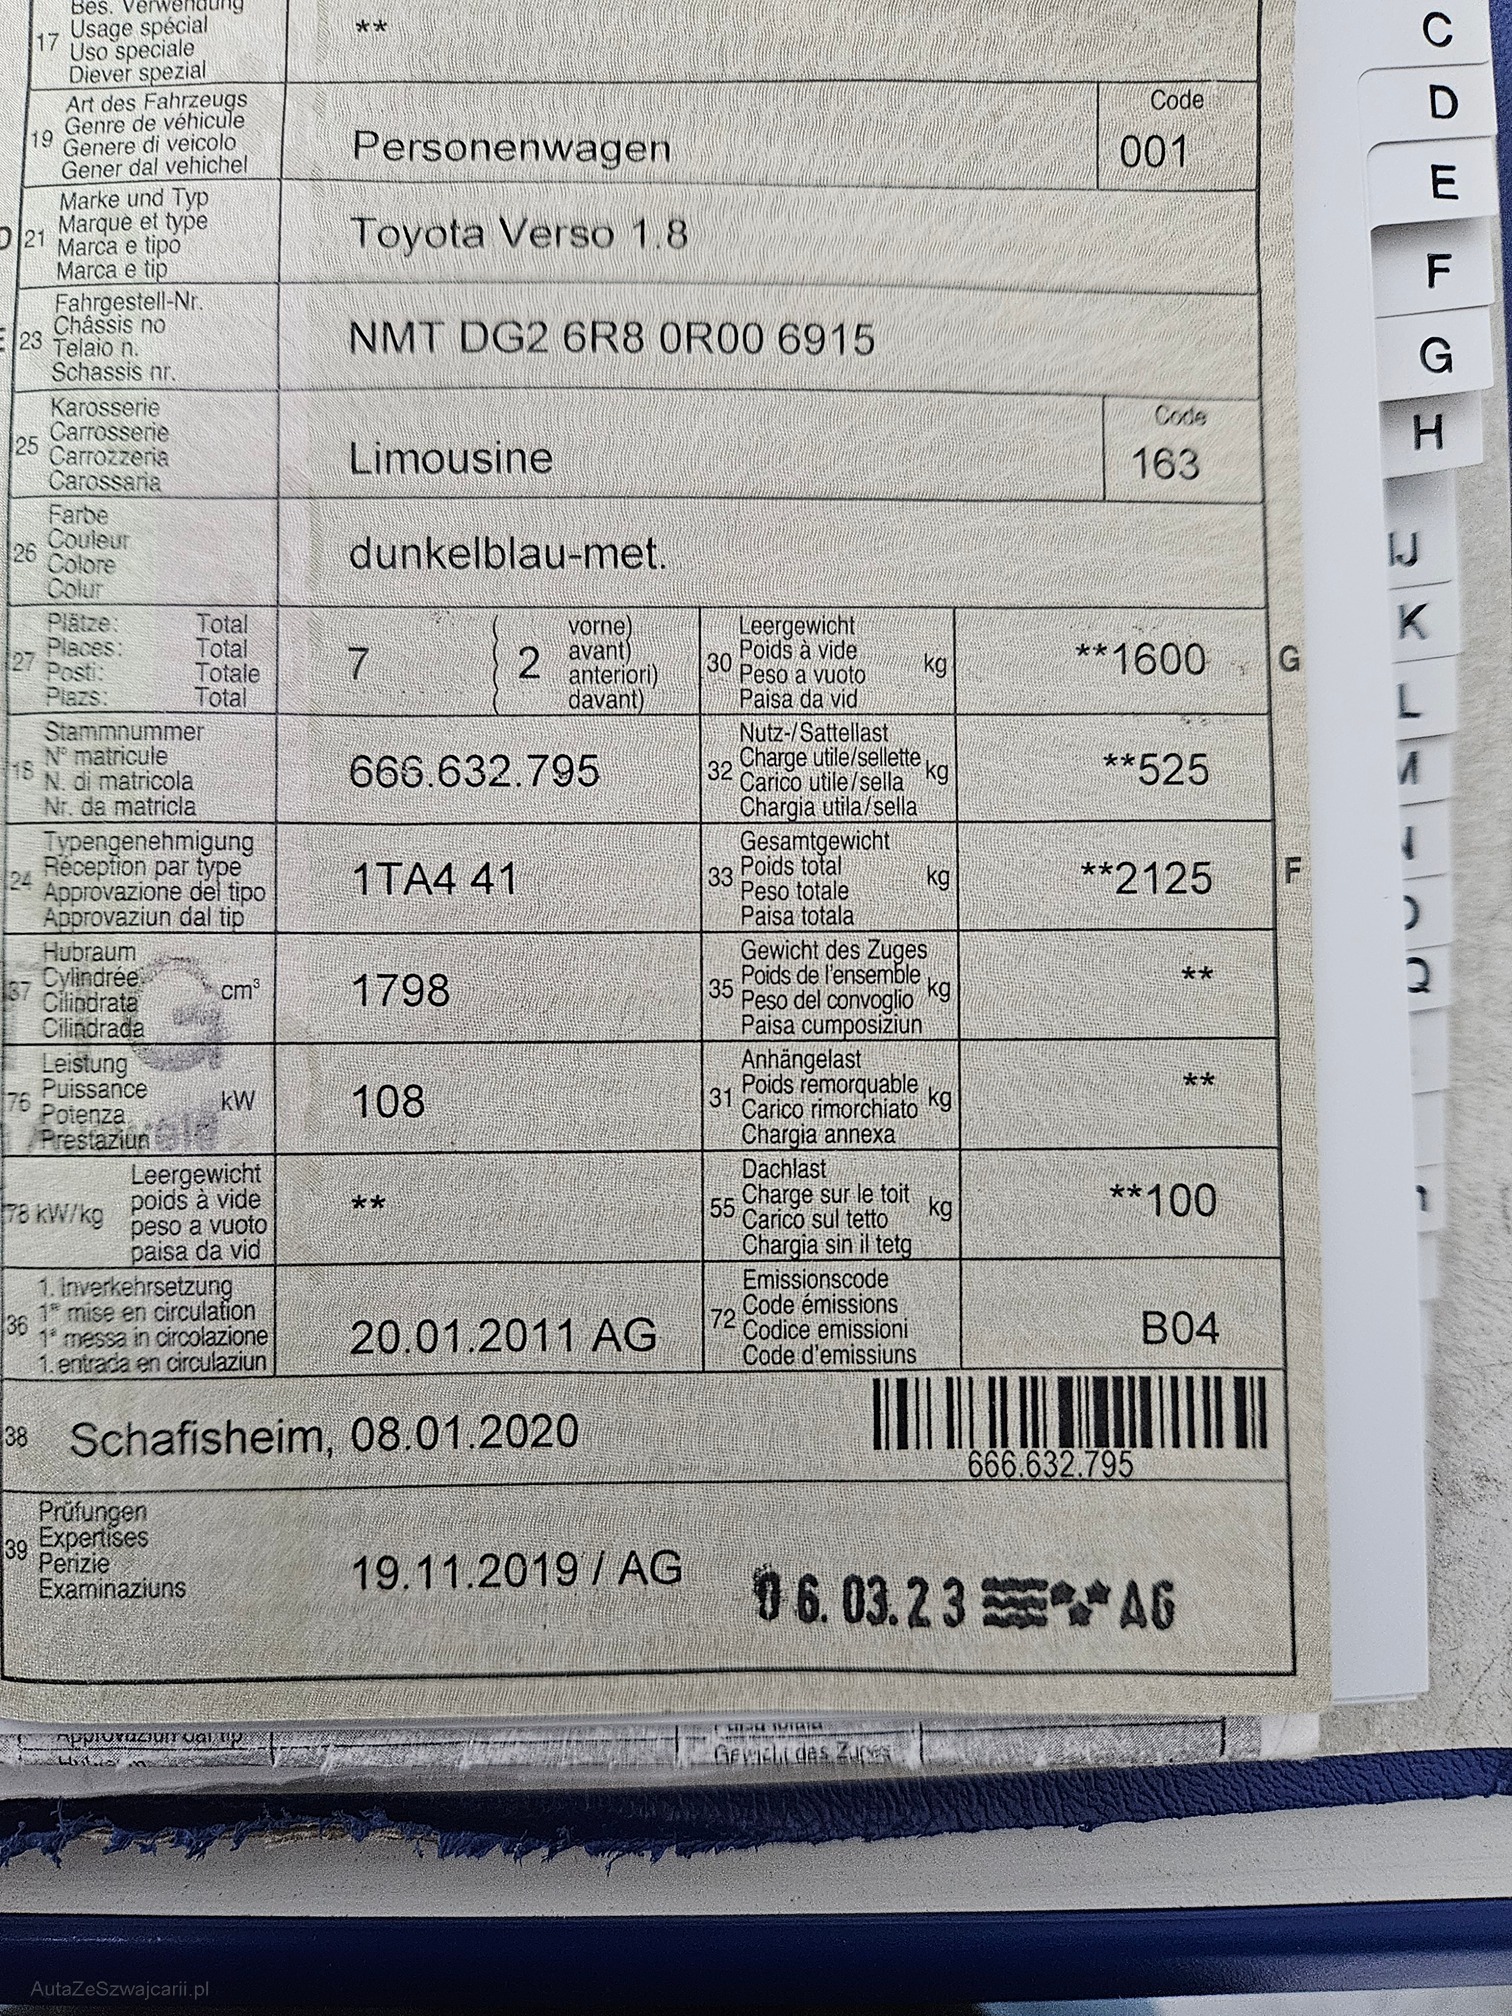 Bes. Verwendung
17 Usage spécial **
Uso speciale
Diever spezial
Art des Fahrzeugs Code
19 Genre de véhicule Personenwagen 001
Genere di veicolo
Gener dal vehichel
Marke und Typ
D 21 Marque et type Toyota Verso 1.8
Marca e tipo
Marca e tip
Fahrgestell-Nr.
E 23 Châssis no NMT DG2 6R8 0R00 6915
Telaio n.
Schassis nr.
Karosserie Code
25 Carrosserie Limousine 163
Carrozzeria
Carossaria
Farbe
26 Couleur dunkelblau-met.
Colore
Colur
Plätze: Total vorne) Leergewicht
27 Places: Total 7 ( 2 avant) 30 Poids à vide kg **1600 G
Posti: Totale anteriori) Peso a vuoto
Plazs: Total davant) Paisa da vid
Stammnummer Nutz-/Sattellast
18 N° matricule 666.632.795 32 Charge utile/sellette kg **525
N. di matricola Carico utile/sella
Nr. da matricla Chargia utila/sella
Typengenehmigung Gesamtgewicht
24 Réception par type 1TA4 41 33 Poids total kg **2125 F
Approvazione del tipo Peso totale
Approvaziun dal tip Paisa totala
Hubraum Gewicht des Zuges
37 Cylindrée cm³ 1798 35 Poids de l'ensemble kg **
Cilindrata Peso del convoglio
Cilindrada Paisa cumposiziun
Leistung Anhängelast
76 Puissance kW 108 31 Poids remorquable kg **
Potenza Carico rimorchiato
Prestaziun Chargia annexa
Leergewicht Dachlast
78 kW/kg poids à vide ** 55 Charge sur le toit kg **100
peso a vuoto Carico sul tetto
paisa da vid Chargia sin il tetg
1. Inverkehrsetzung Emissionscode
36 1re mise en circulation 20.01.2011 AG 72 Code émissions B04
1a messa in circolazione Codice emissioni
1. entrada en circulaziun Code d'emissiuns
38 Schafisheim, 08.01.2020
666.632.795
Prüfungen
39 Expertises 19.11.2019 / AG 06.03.23 AG
Perizie
Examinaziuns
Approvaziun dal tip
Gewicht des Zuges
C
D
E
F
G
H
IJ
K
L
M
Q
AutaZeSzwajcarii.pl